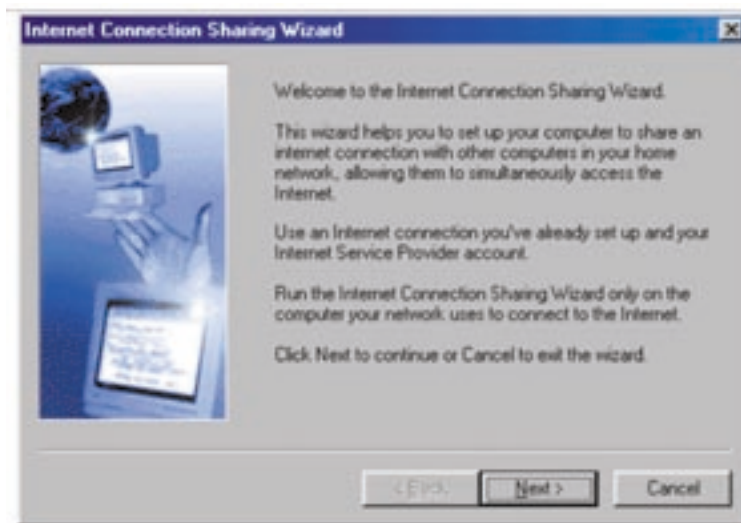 Internet Connection Sharing Wizard
Welcome to the Internet Connection Sharing Wizard.
This wizard helps you to set up your computer to share an
internet connection with other computers in your home
network, allowing them to simultaneously access the
Internet.
Use an Internet connection you've already set up and your
Internet Service Provider account.
Run the Internet Connection Sharing Wizard only on the
computer your network uses to connect to the Internet.
Click Next to continue or Cancel to exit the wizard.
< Back
Next >
Cancel